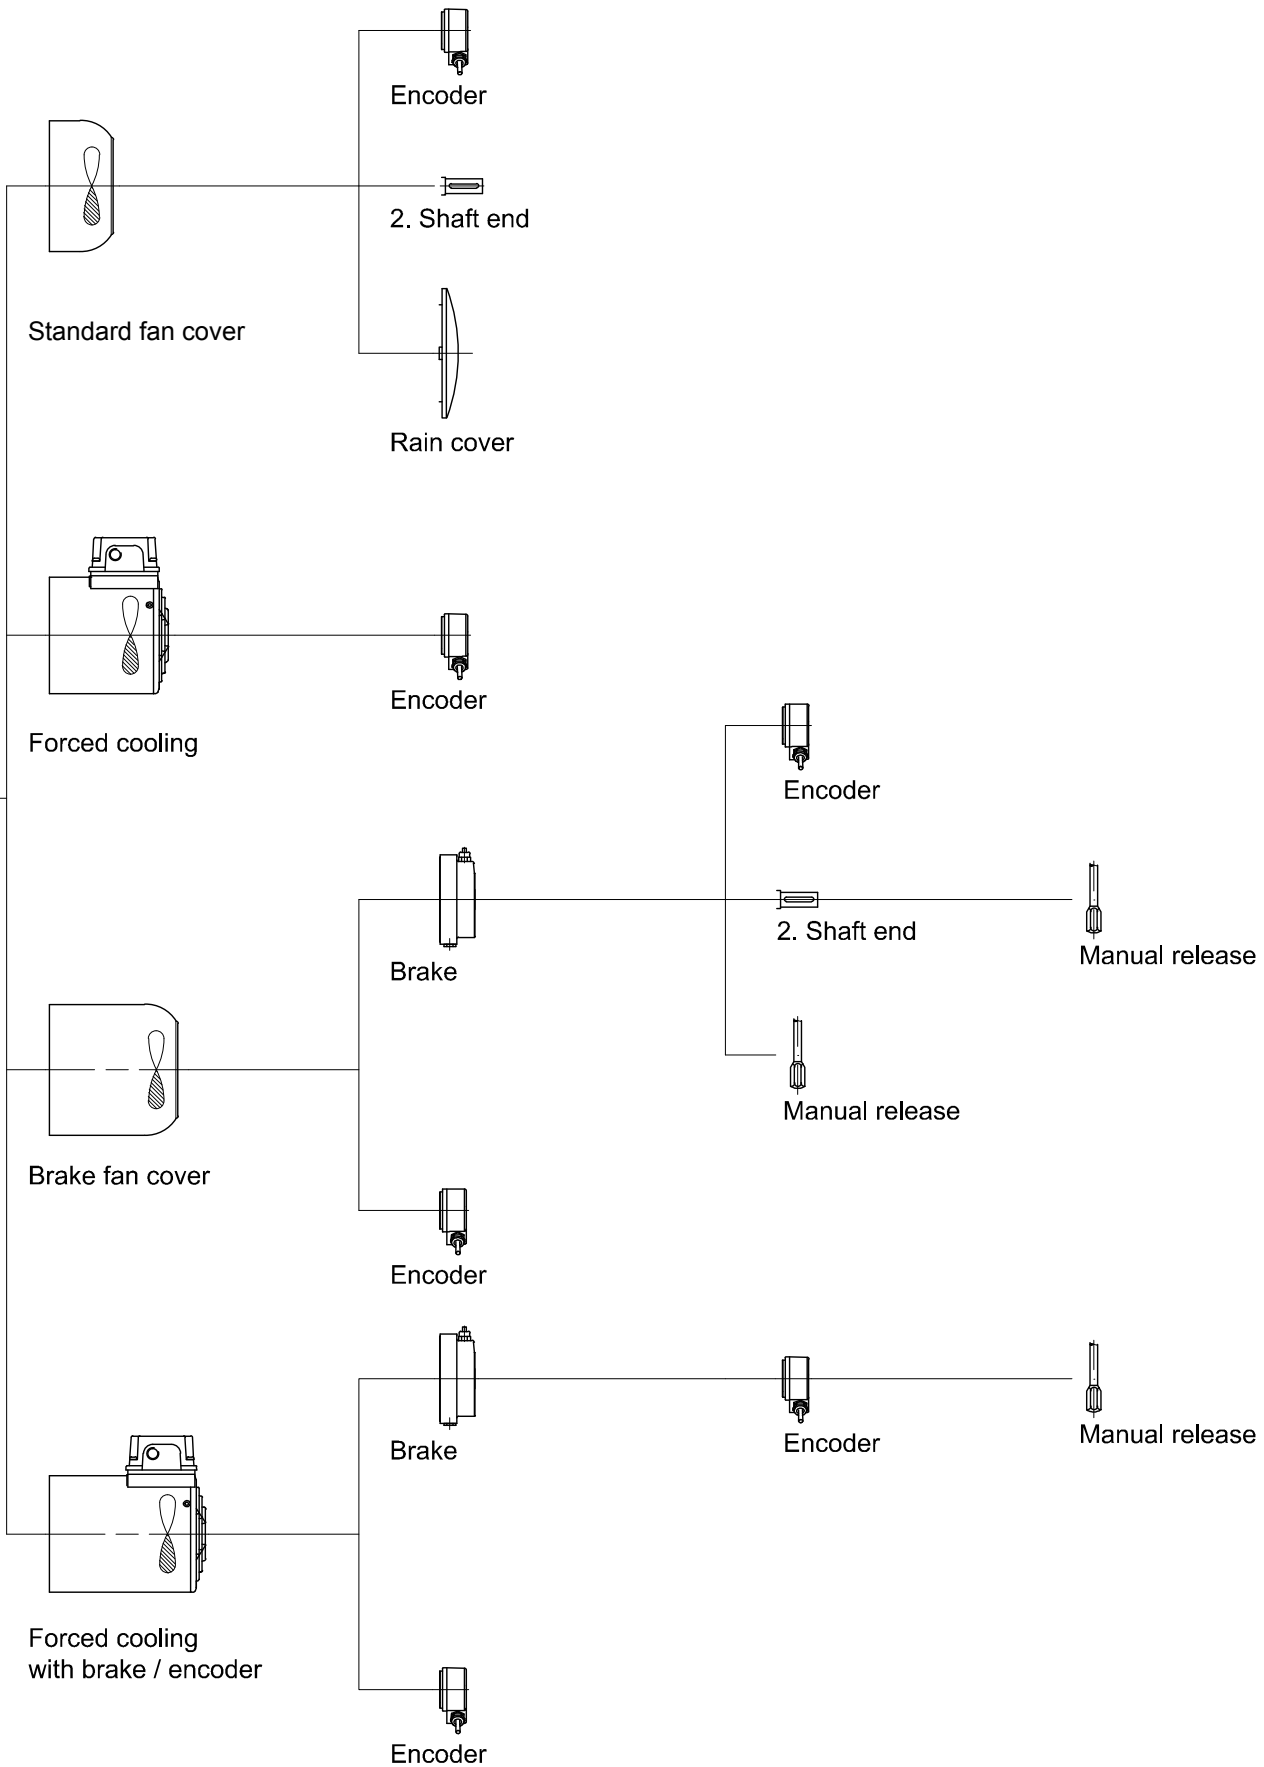 Encoder
2. Shaft end
Standard fan cover
Rain cover
Encoder
Forced cooling
Encoder
2. Shaft end
Manual release
Brake
Manual release
Brake fan cover
Encoder
Manual release
Encoder
Brake
Forced cooling
with brake / encoder
Encoder